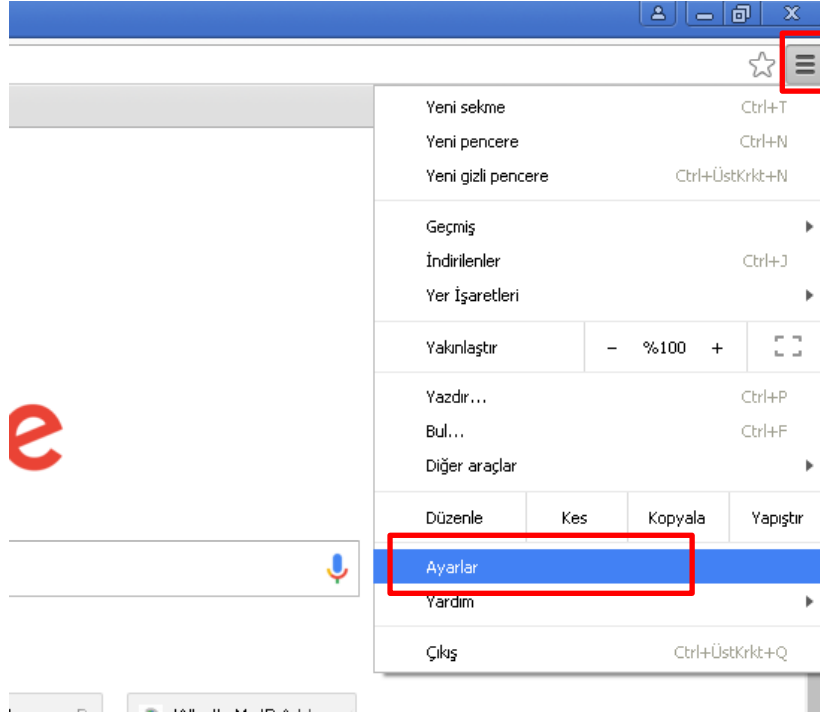 Yeni sekme Ctrl+T
Yeni pencere Ctrl+N
Yeni gizli pencere Ctrl+ÜstKrkt+N
Geçmiş
İndirilenler Ctrl+J
Yer İşaretleri
Yakınlaştır - %100 +
Yazdır... Ctrl+P
Bul... Ctrl+F
Diğer araçlar
e
Düzenle Kes Kopyala Yapıştır
Ayarlar
Yardım
Çıkış Ctrl+ÜstKrkt+Q